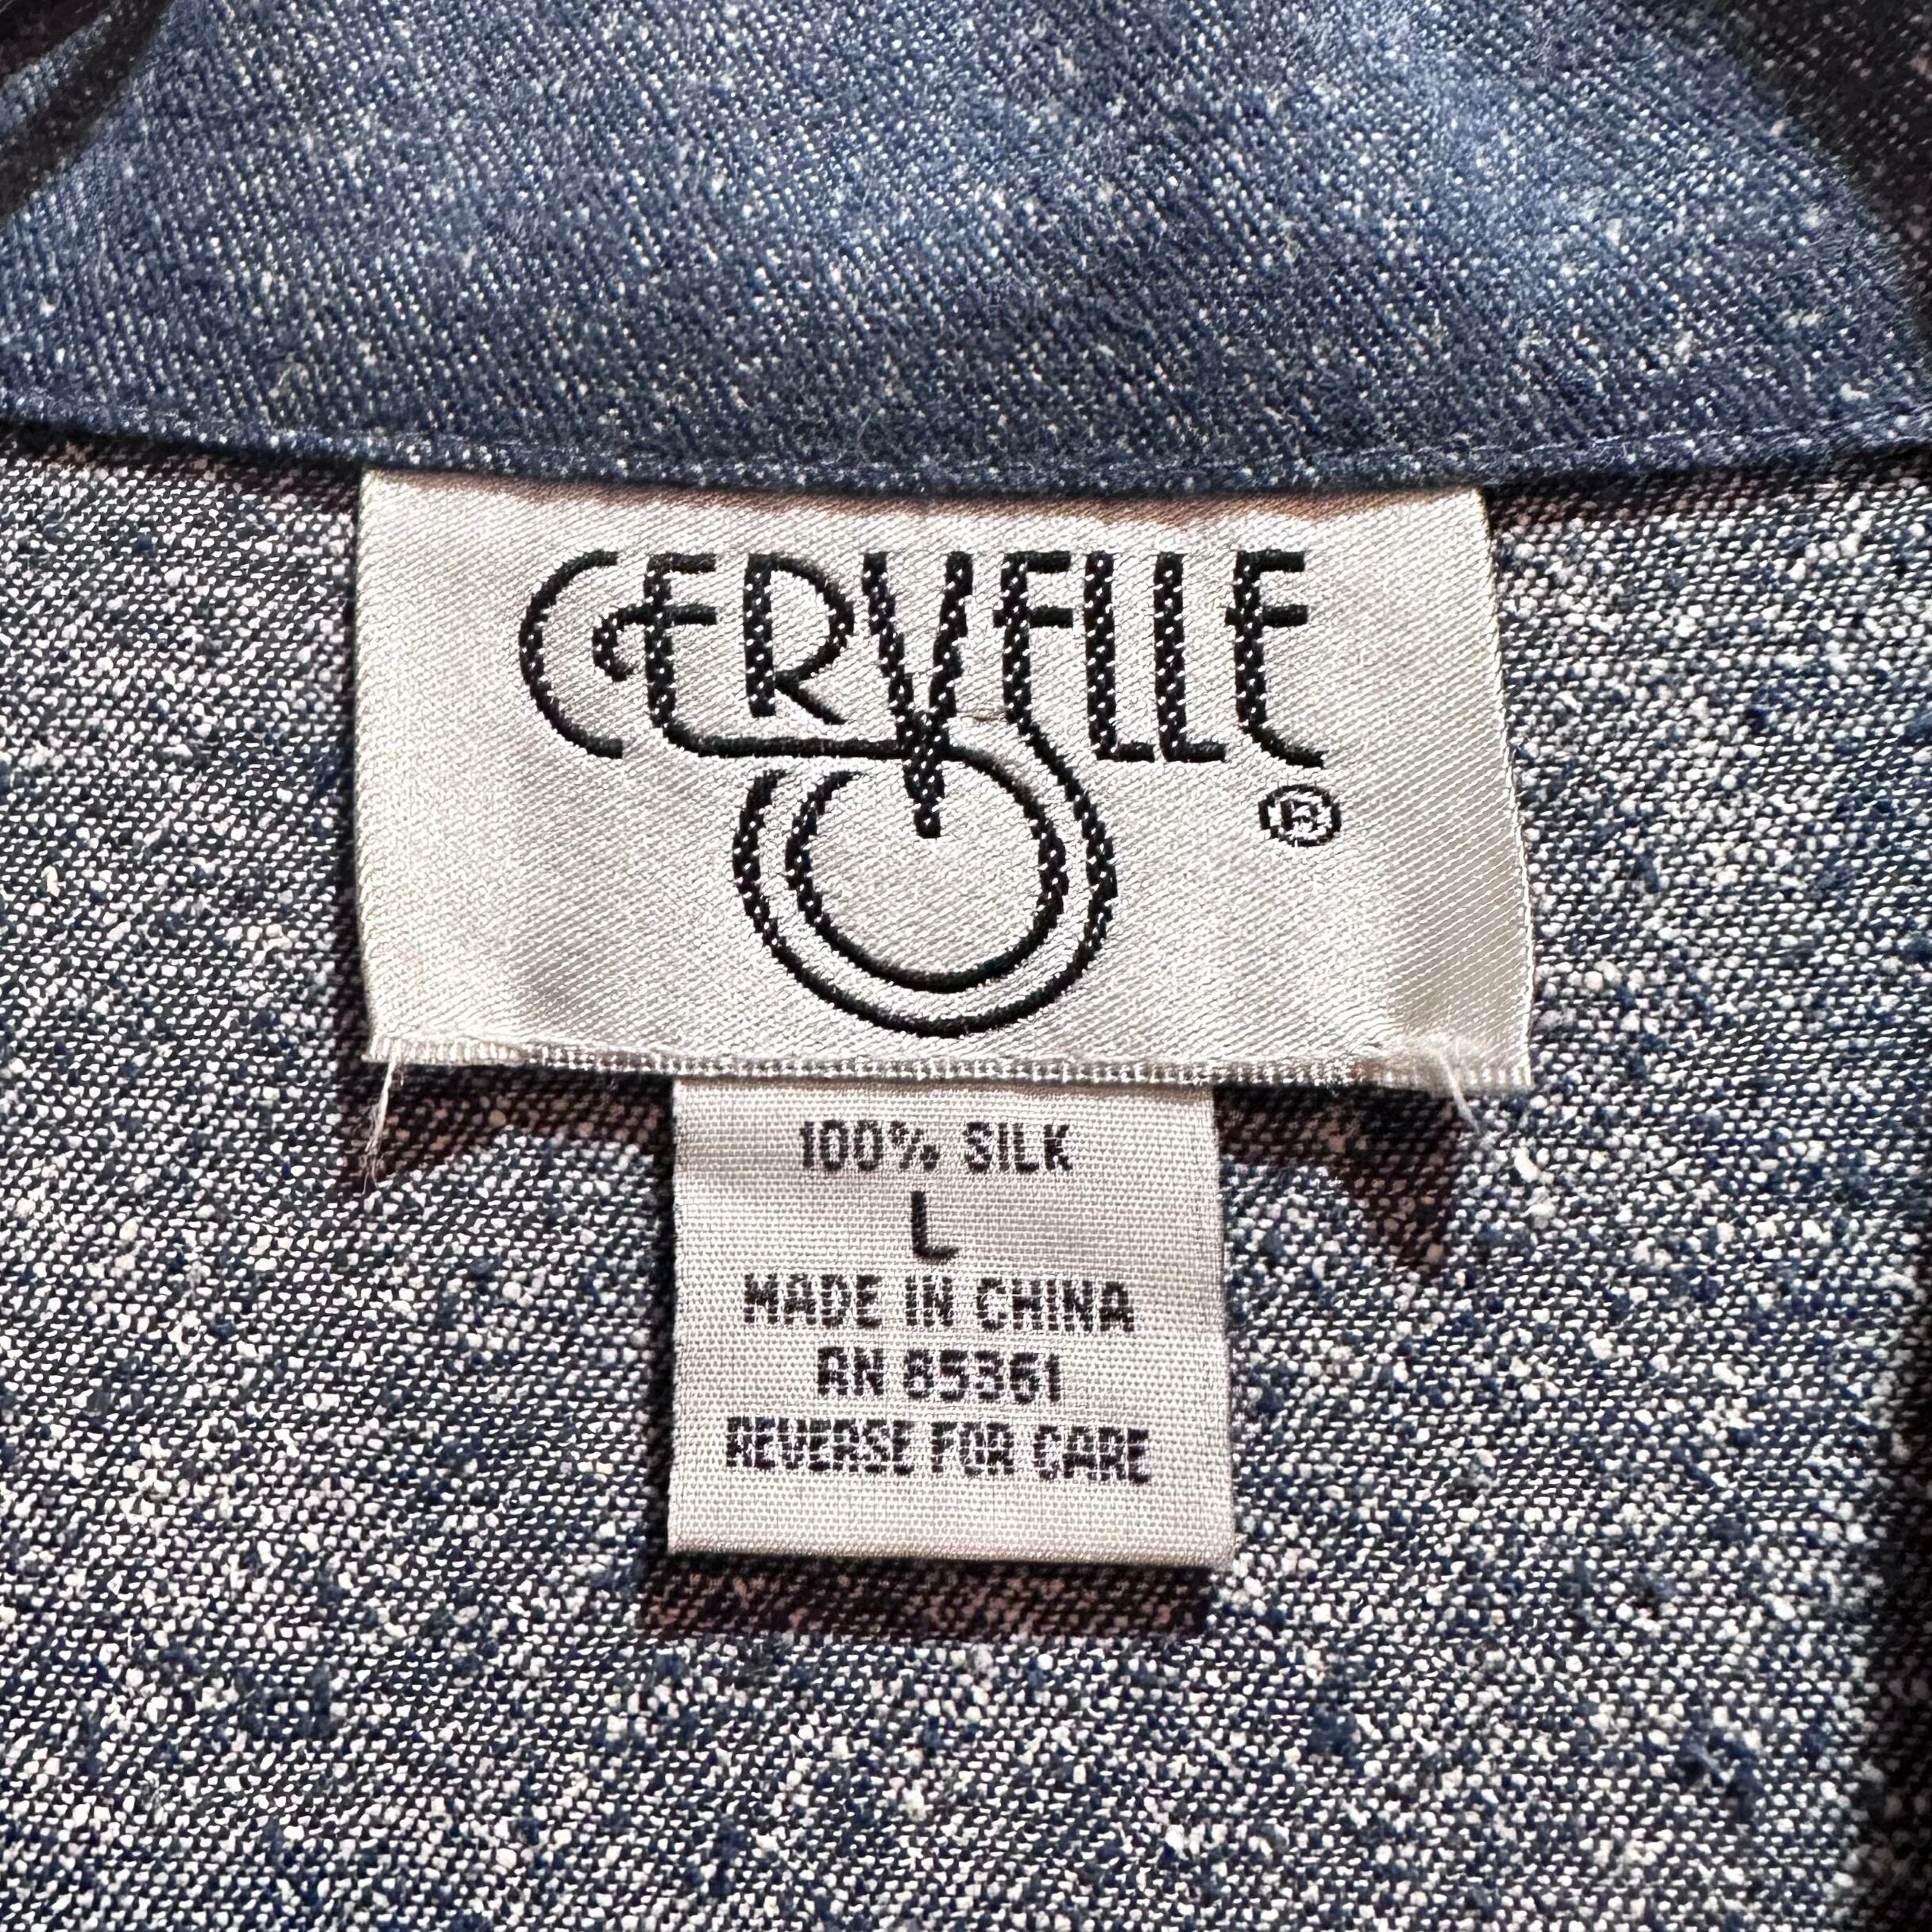 CERVELLE
®
100% SILK
L
MADE IN CHINA
RN 85361
REVERSE FOR CARE